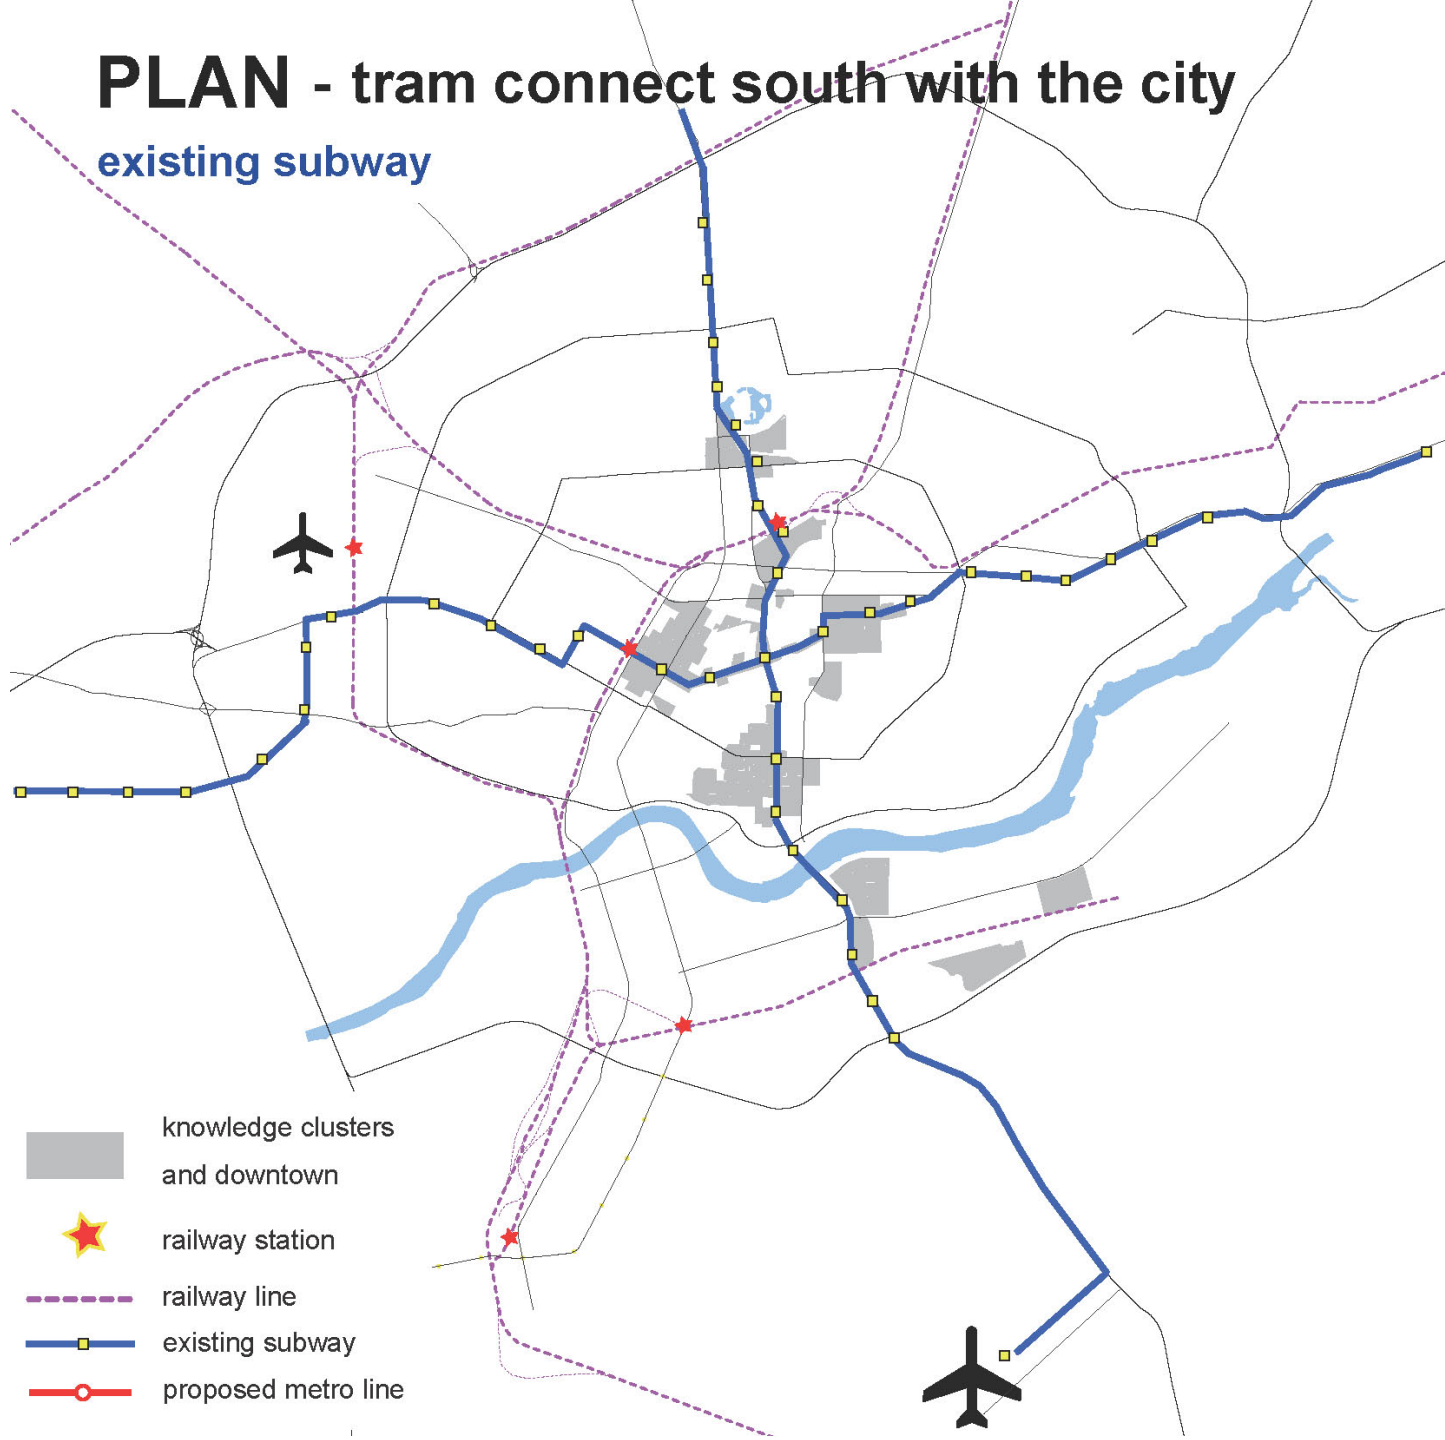 PLAN - tram connect south with the city
existing subway
knowledge clusters
and downtown
railway station
railway line
existing subway
proposed metro line